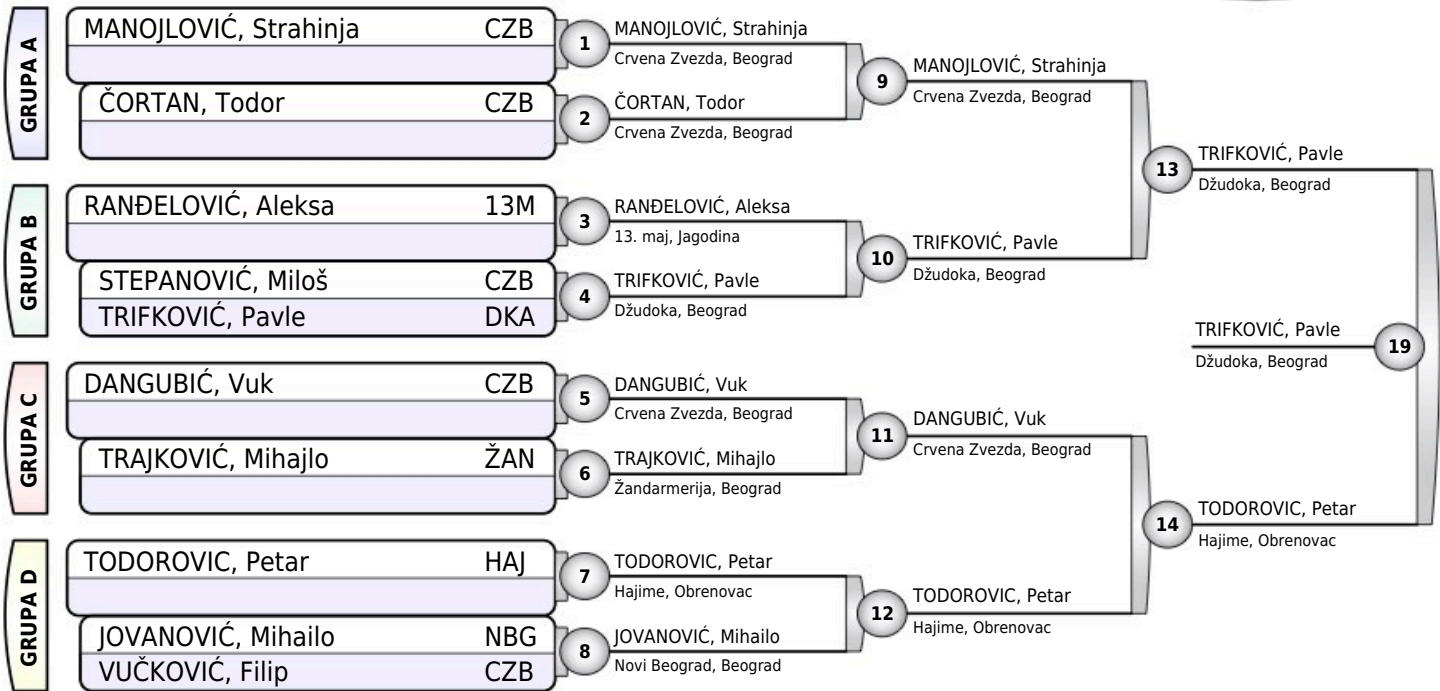 GRUPA A
MANOJLOVIĆ, Strahinja CZB
ČORTAN, Todor CZB
1
MANOJLOVIĆ, Strahinja
Crvena Zvezda, Beograd
2
ČORTAN, Todor
Crvena Zvezda, Beograd
9
MANOJLOVIĆ, Strahinja
Crvena Zvezda, Beograd
GRUPA B
RANĐELOVIĆ, Aleksa 13M
STEPANOVIĆ, Miloš CZB
TRIFKOVIĆ, Pavle DKA
3
RANĐELOVIĆ, Aleksa
13. maj, Jagodina
4
TRIFKOVIĆ, Pavle
Džudoka, Beograd
10
TRIFKOVIĆ, Pavle
Džudoka, Beograd
13
TRIFKOVIĆ, Pavle
Džudoka, Beograd
GRUPA C
DANGUBIĆ, Vuk CZB
TRAJKOVIĆ, Mihajlo ŽAN
5
DANGUBIĆ, Vuk
Crvena Zvezda, Beograd
6
TRAJKOVIĆ, Mihajlo
Žandarmerija, Beograd
11
DANGUBIĆ, Vuk
Crvena Zvezda, Beograd
GRUPA D
TODOROVIC, Petar HAJ
JOVANOVIĆ, Mihailo NBG
VUČKOVIĆ, Filip CZB
7
TODOROVIC, Petar
Hajime, Obrenovac
8
JOVANOVIĆ, Mihailo
Novi Beograd, Beograd
12
TODOROVIC, Petar
Hajime, Obrenovac
14
TODOROVIC, Petar
Hajime, Obrenovac
TRIFKOVIĆ, Pavle
Džudoka, Beograd
19